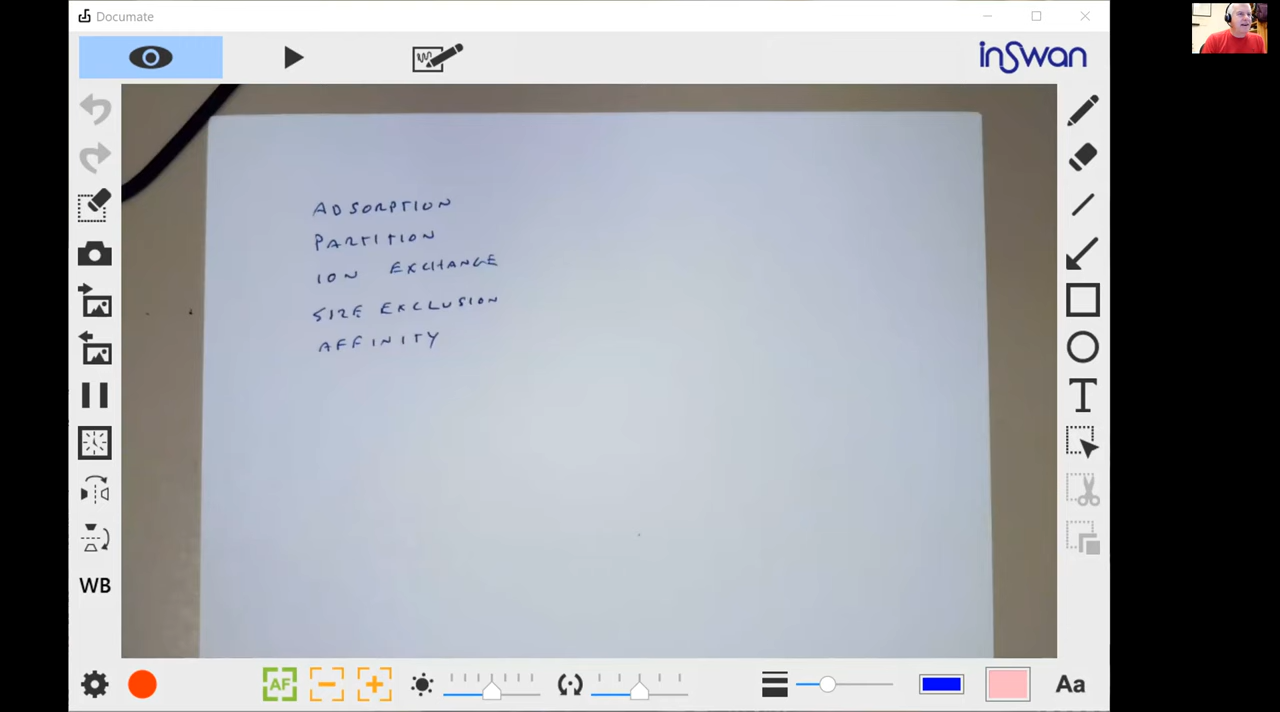 Documate
inSwan
ADSORPTION
PARTITION
ION EXCHANGE
SIZE EXCLUSION
AFFINITY
WB
AF
T
Aa